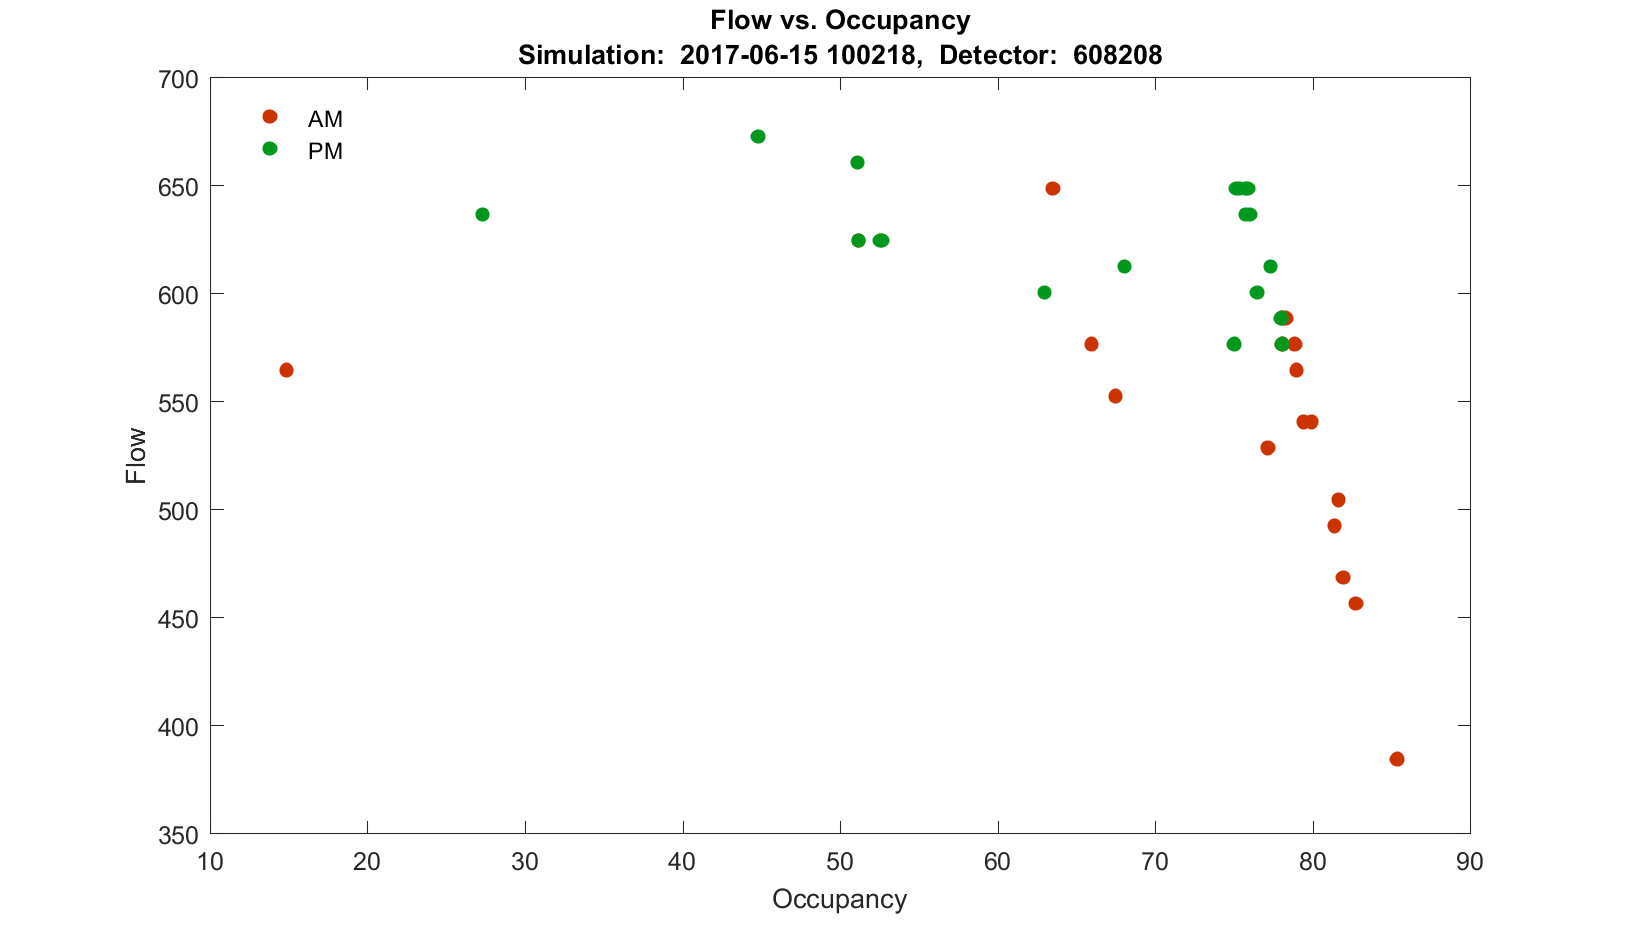 Flow vs. Occupancy
Simulation:  2017-06-15 100218,  Detector:  608208
AM
PM
700
650
600
550
500
450
400
350
Flow
10 20 30 40 50 60 70 80 90
Occupancy